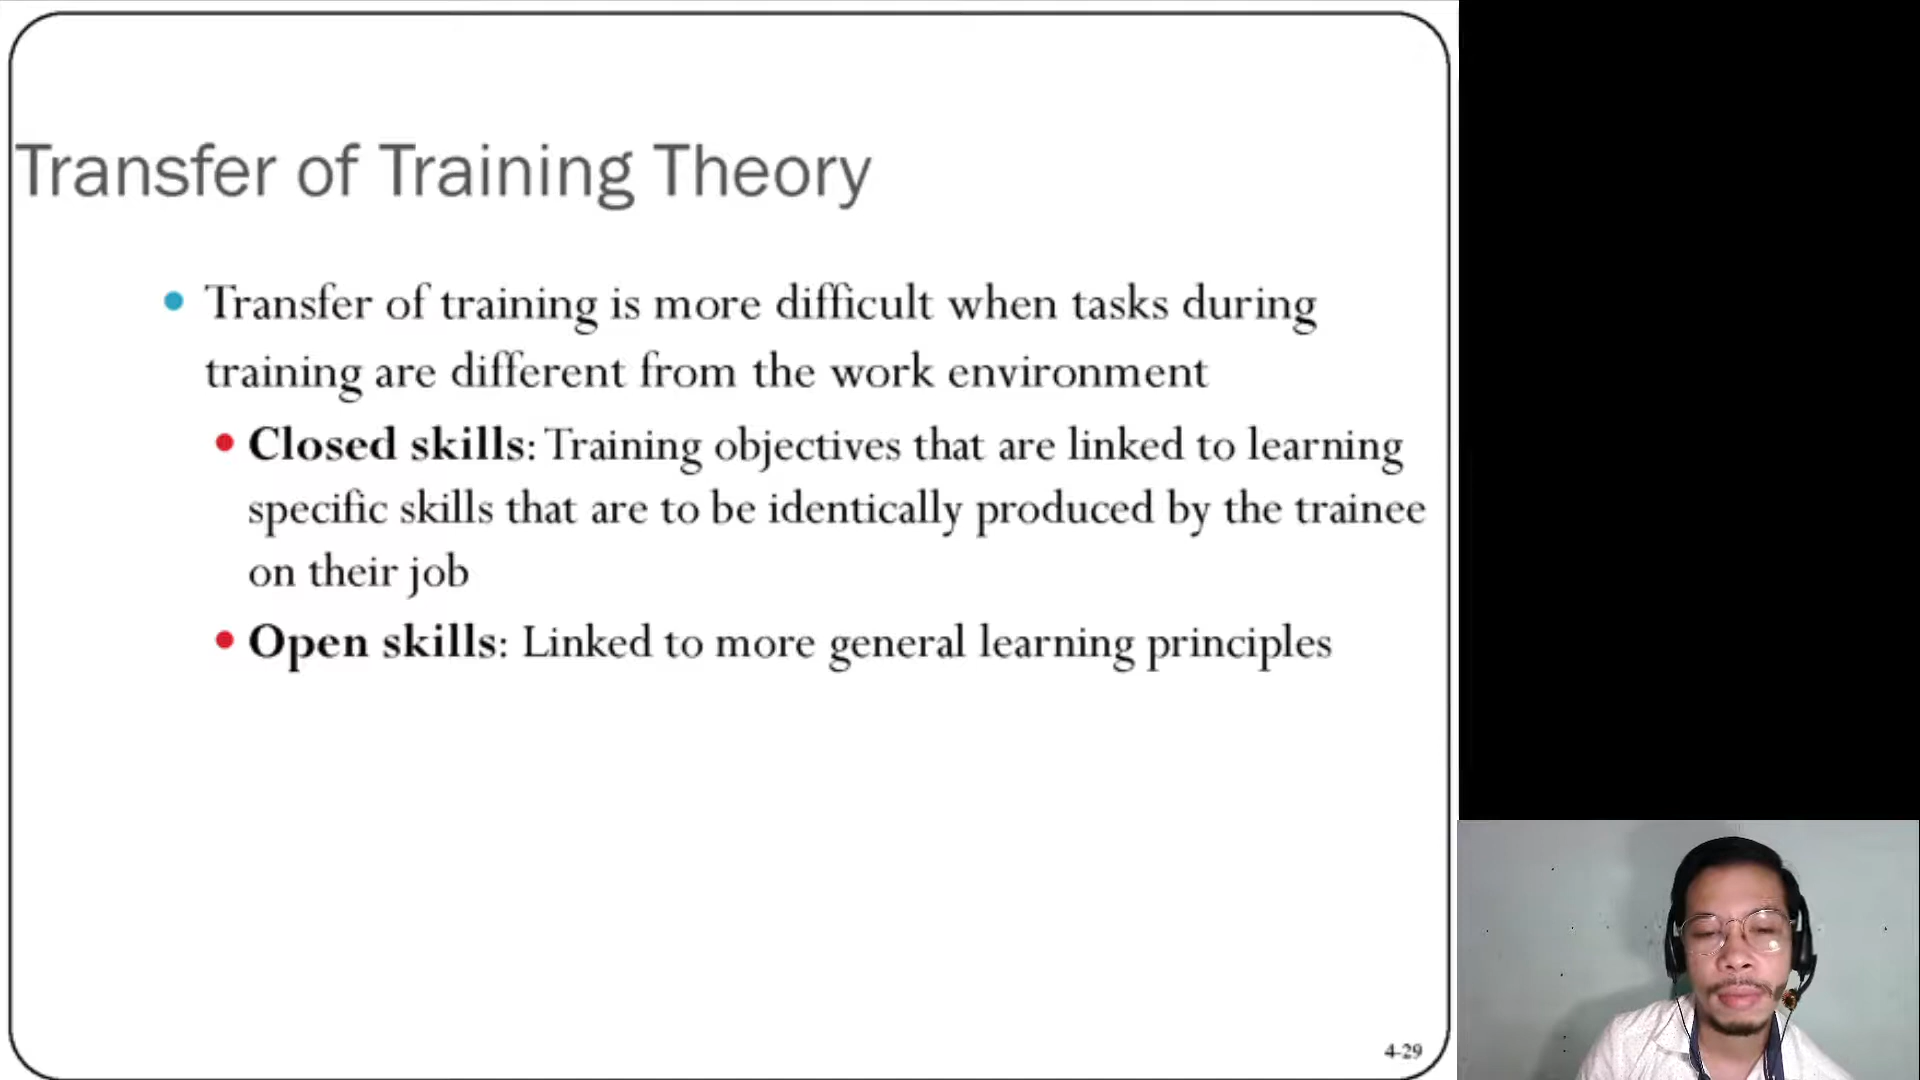 Transfer of Training Theory
• Transfer of training is more difficult when tasks during
training are different from the work environment
• Closed skills: Training objectives that are linked to learning
specific skills that are to be identically produced by the trainee
on their job
• Open skills: Linked to more general learning principles
4-29